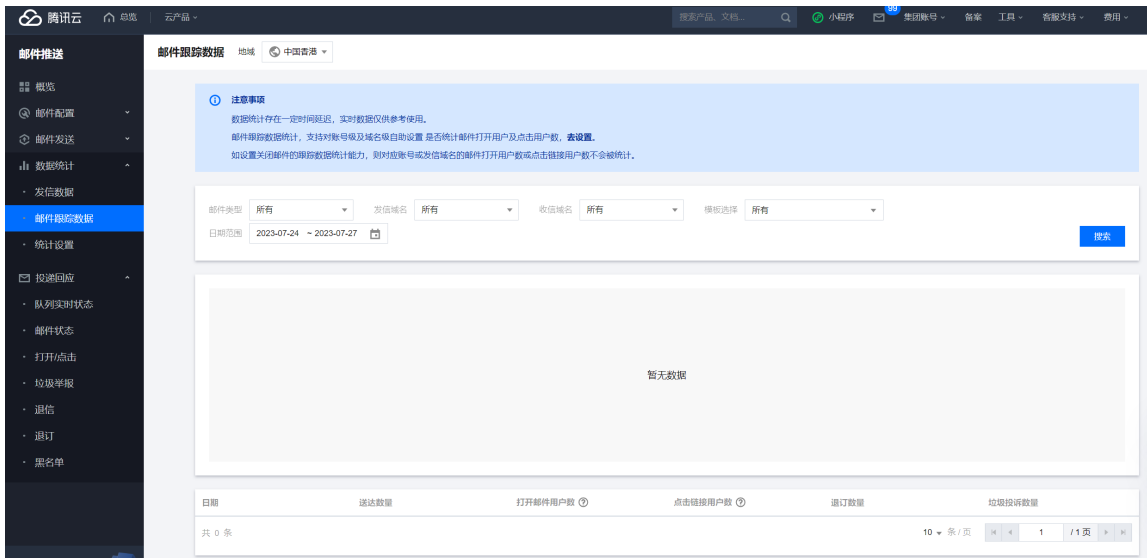 腾讯云 总览 云产品 搜索产品、文档... 小程序 99 集团账号 备案 工具 客服支持 费用
邮件推送
邮件跟踪数据 地域 中国香港
概览
邮件配置
邮件发送
数据统计
发信数据
邮件跟踪数据
统计设置
投递回应
队列实时状态
邮件状态
打开/点击
垃圾举报
退信
退订
黑名单
注意事项
数据统计存在一定时间延迟，实时数据仅供参考使用。
邮件跟踪数据统计，支持对账号级及域名级自助设置 是否统计邮件打开用户及点击用户数，去设置。
如设置关闭邮件的跟踪数据统计能力，则对应账号或发信域名的邮件打开用户数或点击链接用户数不会被统计。
邮件类型 所有 发信域名 所有 收信域名 所有 模板选择 所有
日期范围 2023-07-24 ~ 2023-07-27
搜索
暂无数据
日期 送达数量 打开邮件用户数 点击链接用户数 退订数量 垃圾投诉数量
共 0 条 10 条 / 页 1 / 1 页